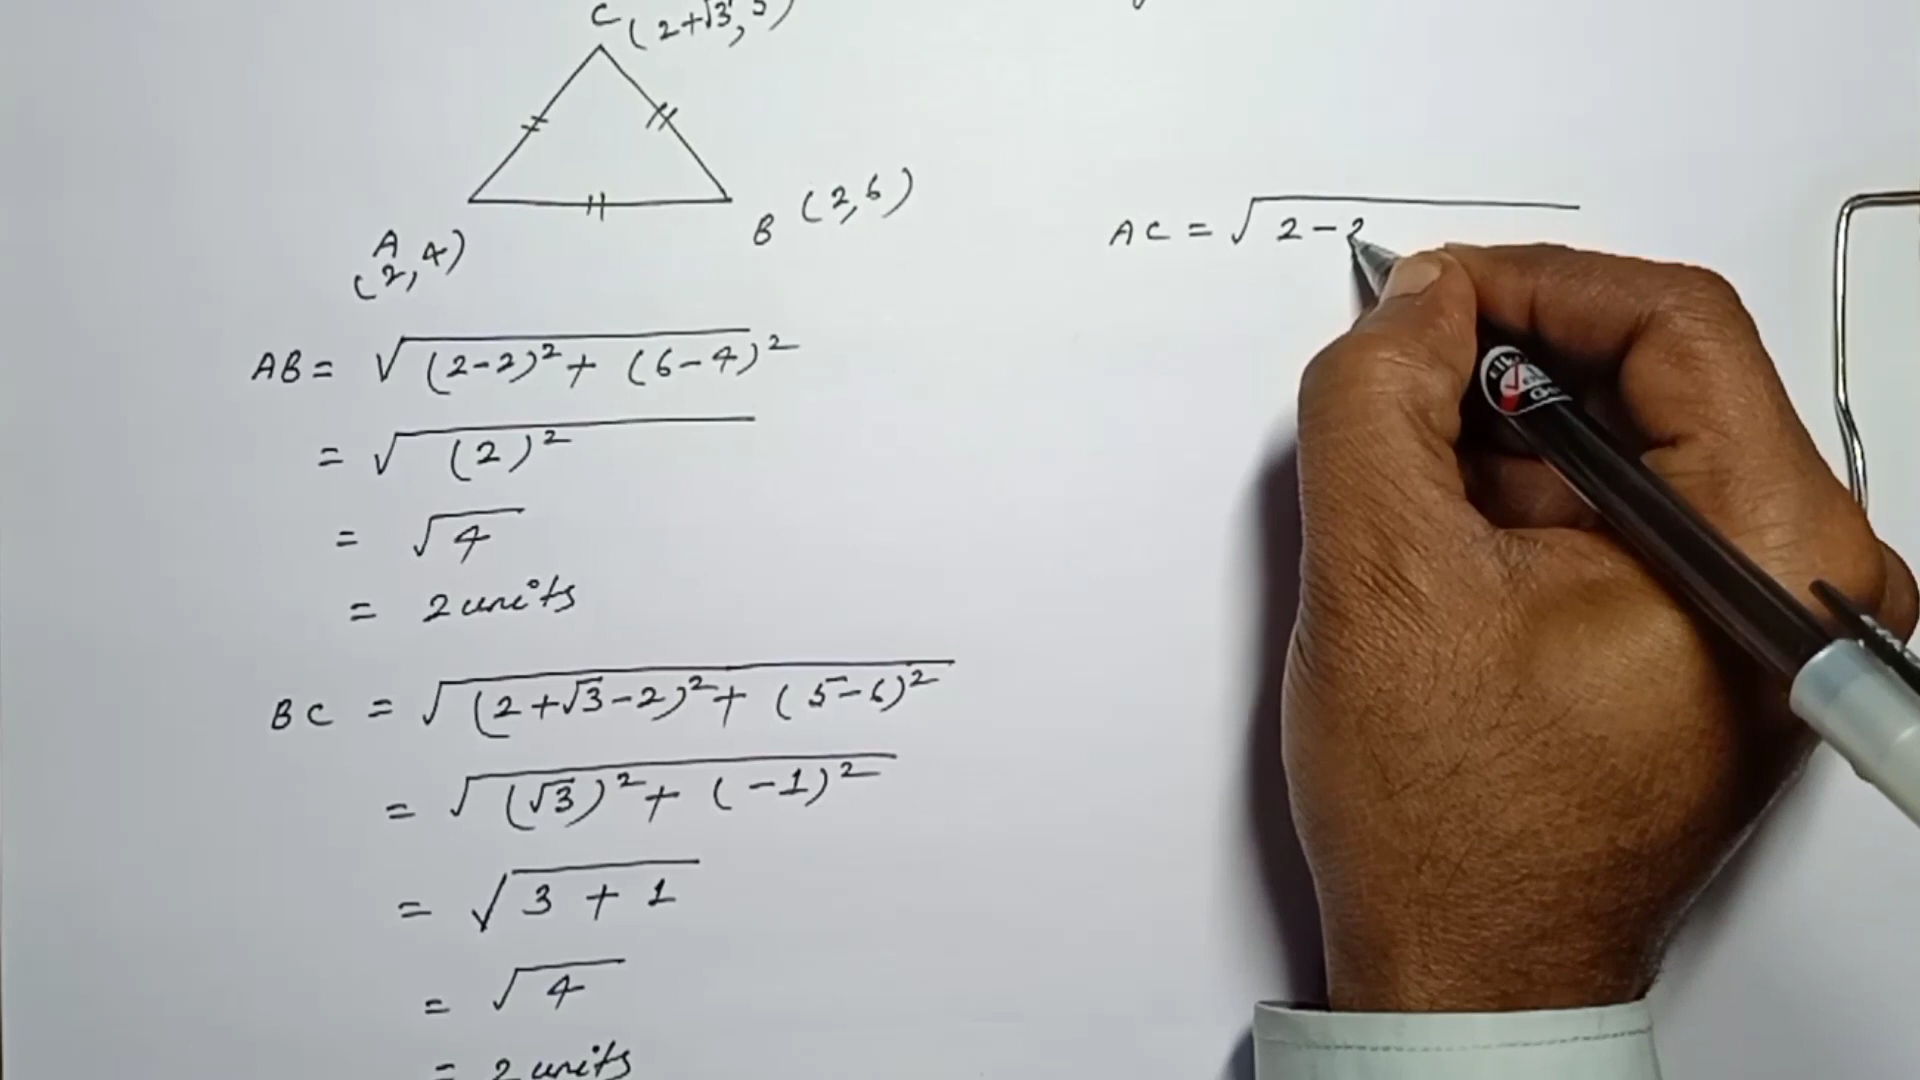 C (2+√3, 5)
B (2,6)
A (2,4)
AB = √(2-2)² + (6-4)²
= √(2)²
= √4
= 2 units
BC = √(2+√3-2)² + (5-6)²
= √(√3)² + (-1)²
= √3 + 1
= √4
= 2 units
AC = √2-2